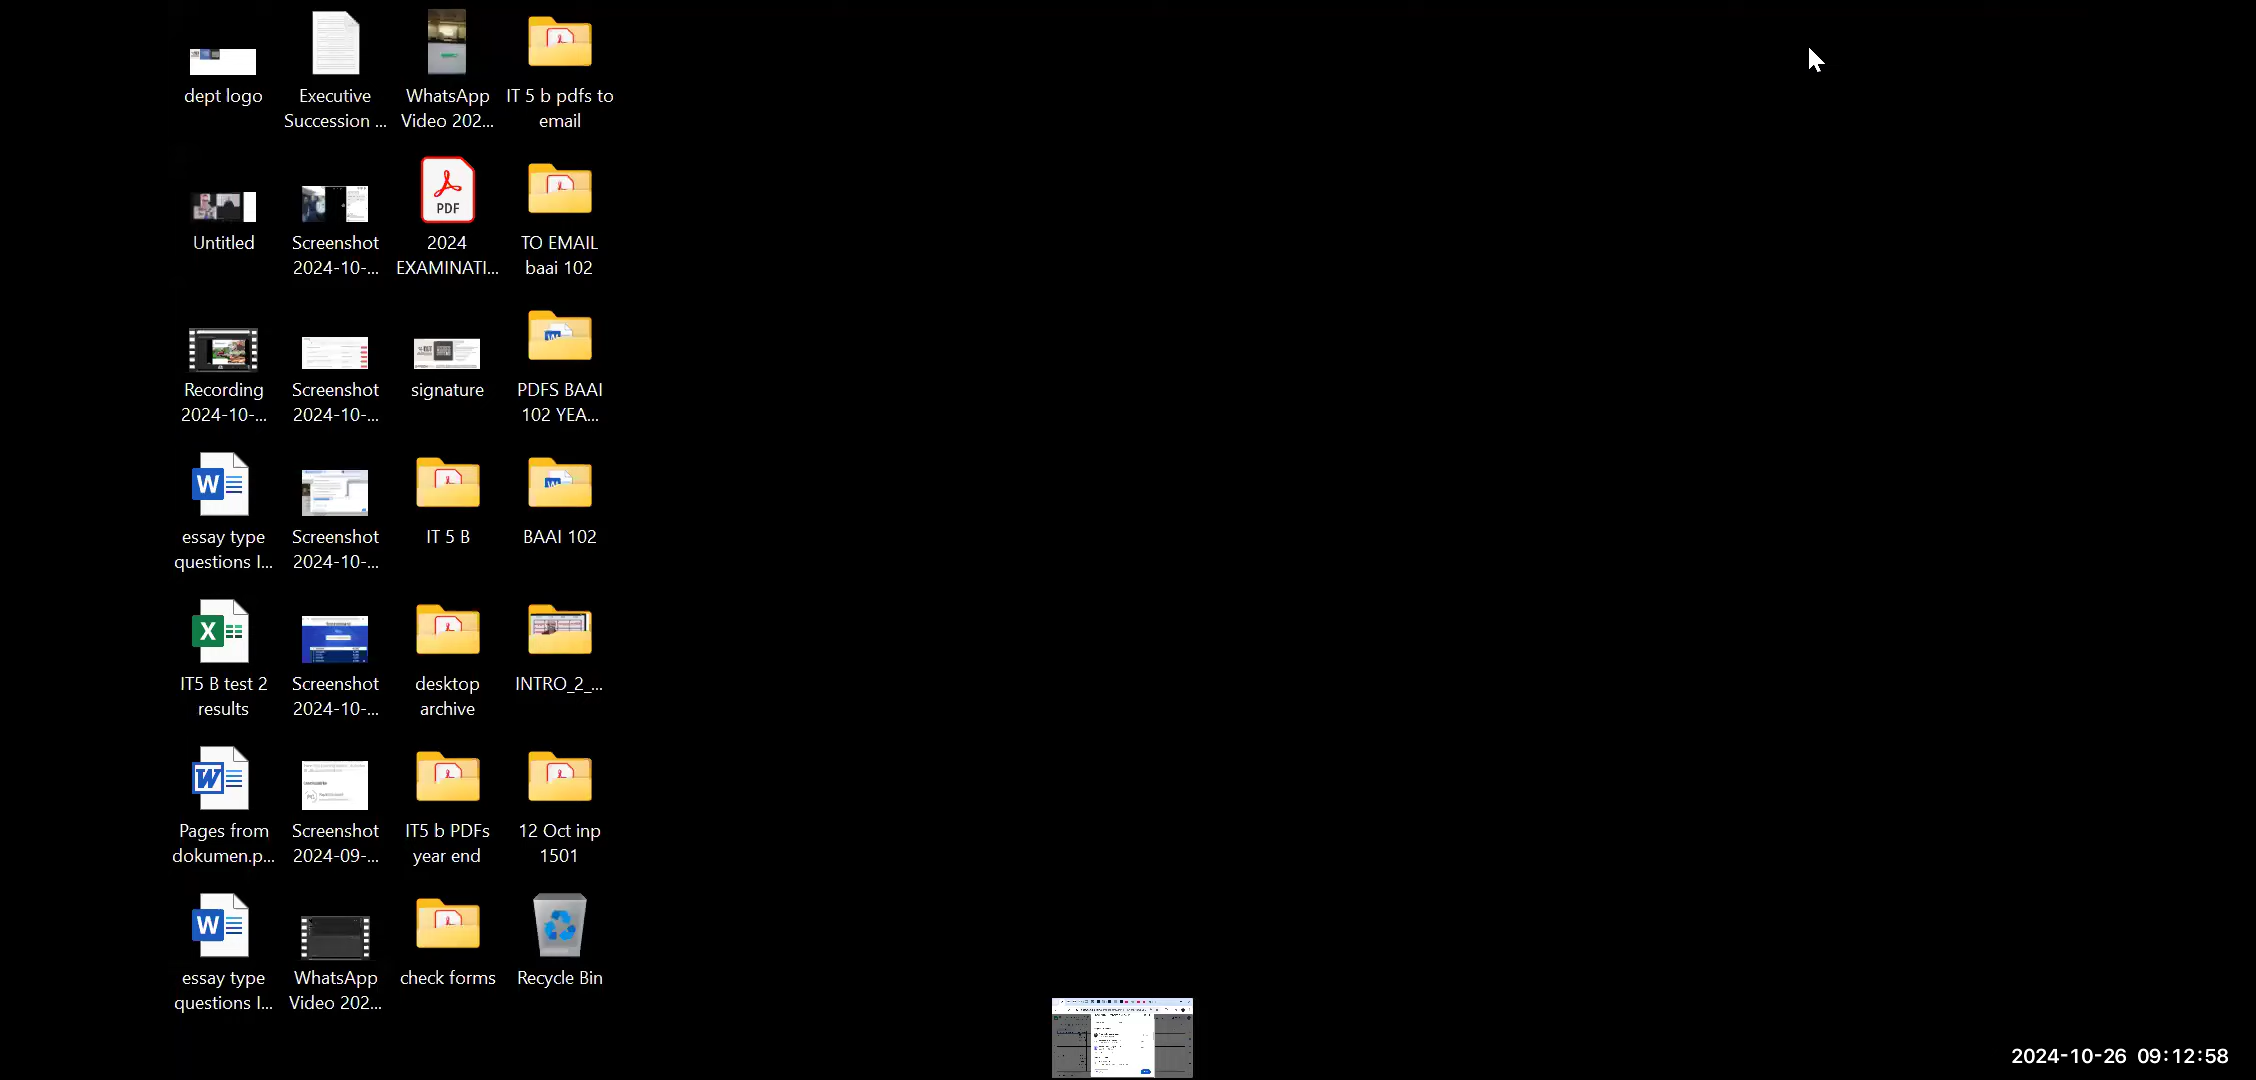 dept logo
Executive
Succession ...
WhatsApp
Video 202...
IT 5 b pdfs to
email
Untitled
Screenshot
2024-10-...
PDF
2024
EXAMINATI...
TO EMAIL
baai 102
Recording
2024-10-...
Screenshot
2024-10-...
signature
PDFS BAAI
102 YEA...
essay type
questions I...
Screenshot
2024-10-...
IT 5 B
BAAI 102
IT5 B test 2
results
Screenshot
2024-10-...
desktop
archive
INTRO_2_...
Pages from
dokumen.p...
Screenshot
2024-09-...
IT5 b PDFs
year end
12 Oct inp
1501
essay type
questions I...
WhatsApp
Video 202...
check forms
Recycle Bin
2024-10-26 09:12:58